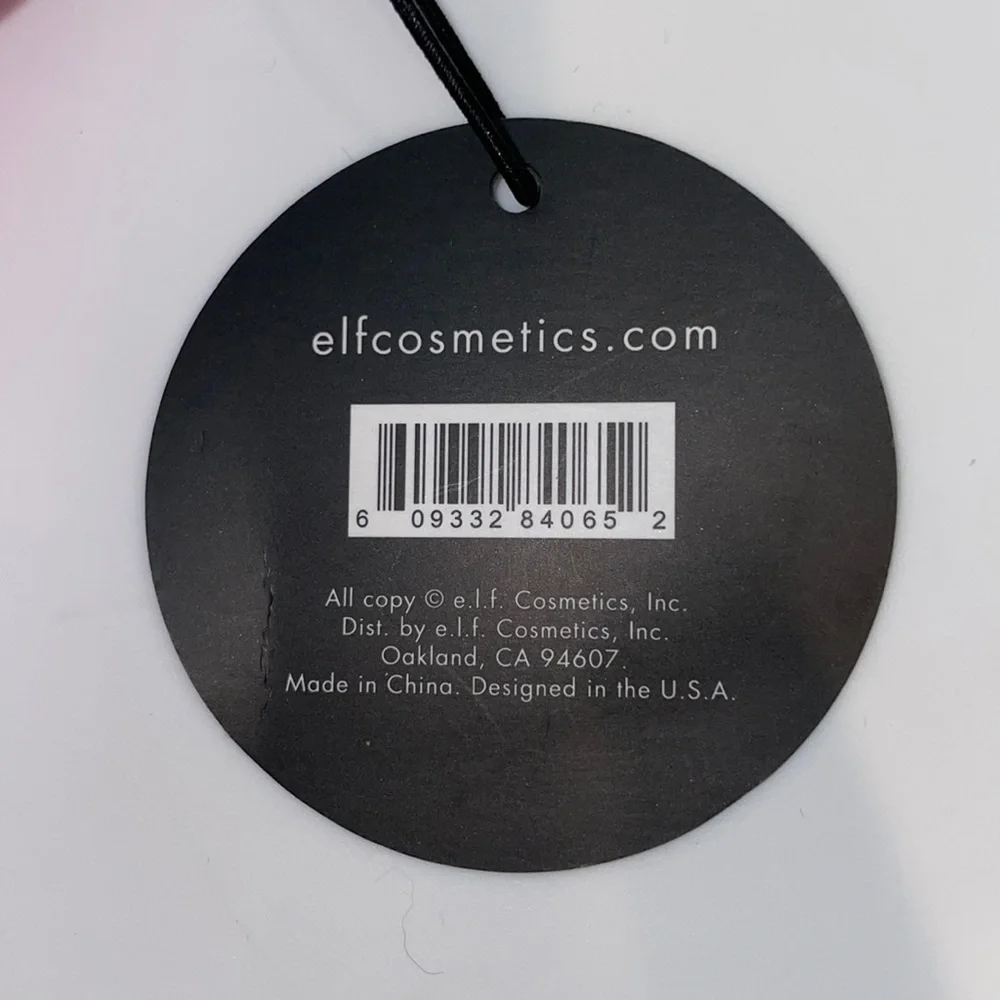 elfcosmetics.com
6 09332 84065 2
All copy © e.l.f. Cosmetics, Inc.
Dist. by e.l.f. Cosmetics, Inc.
Oakland, CA 94607.
Made in China. Designed in the U.S.A.